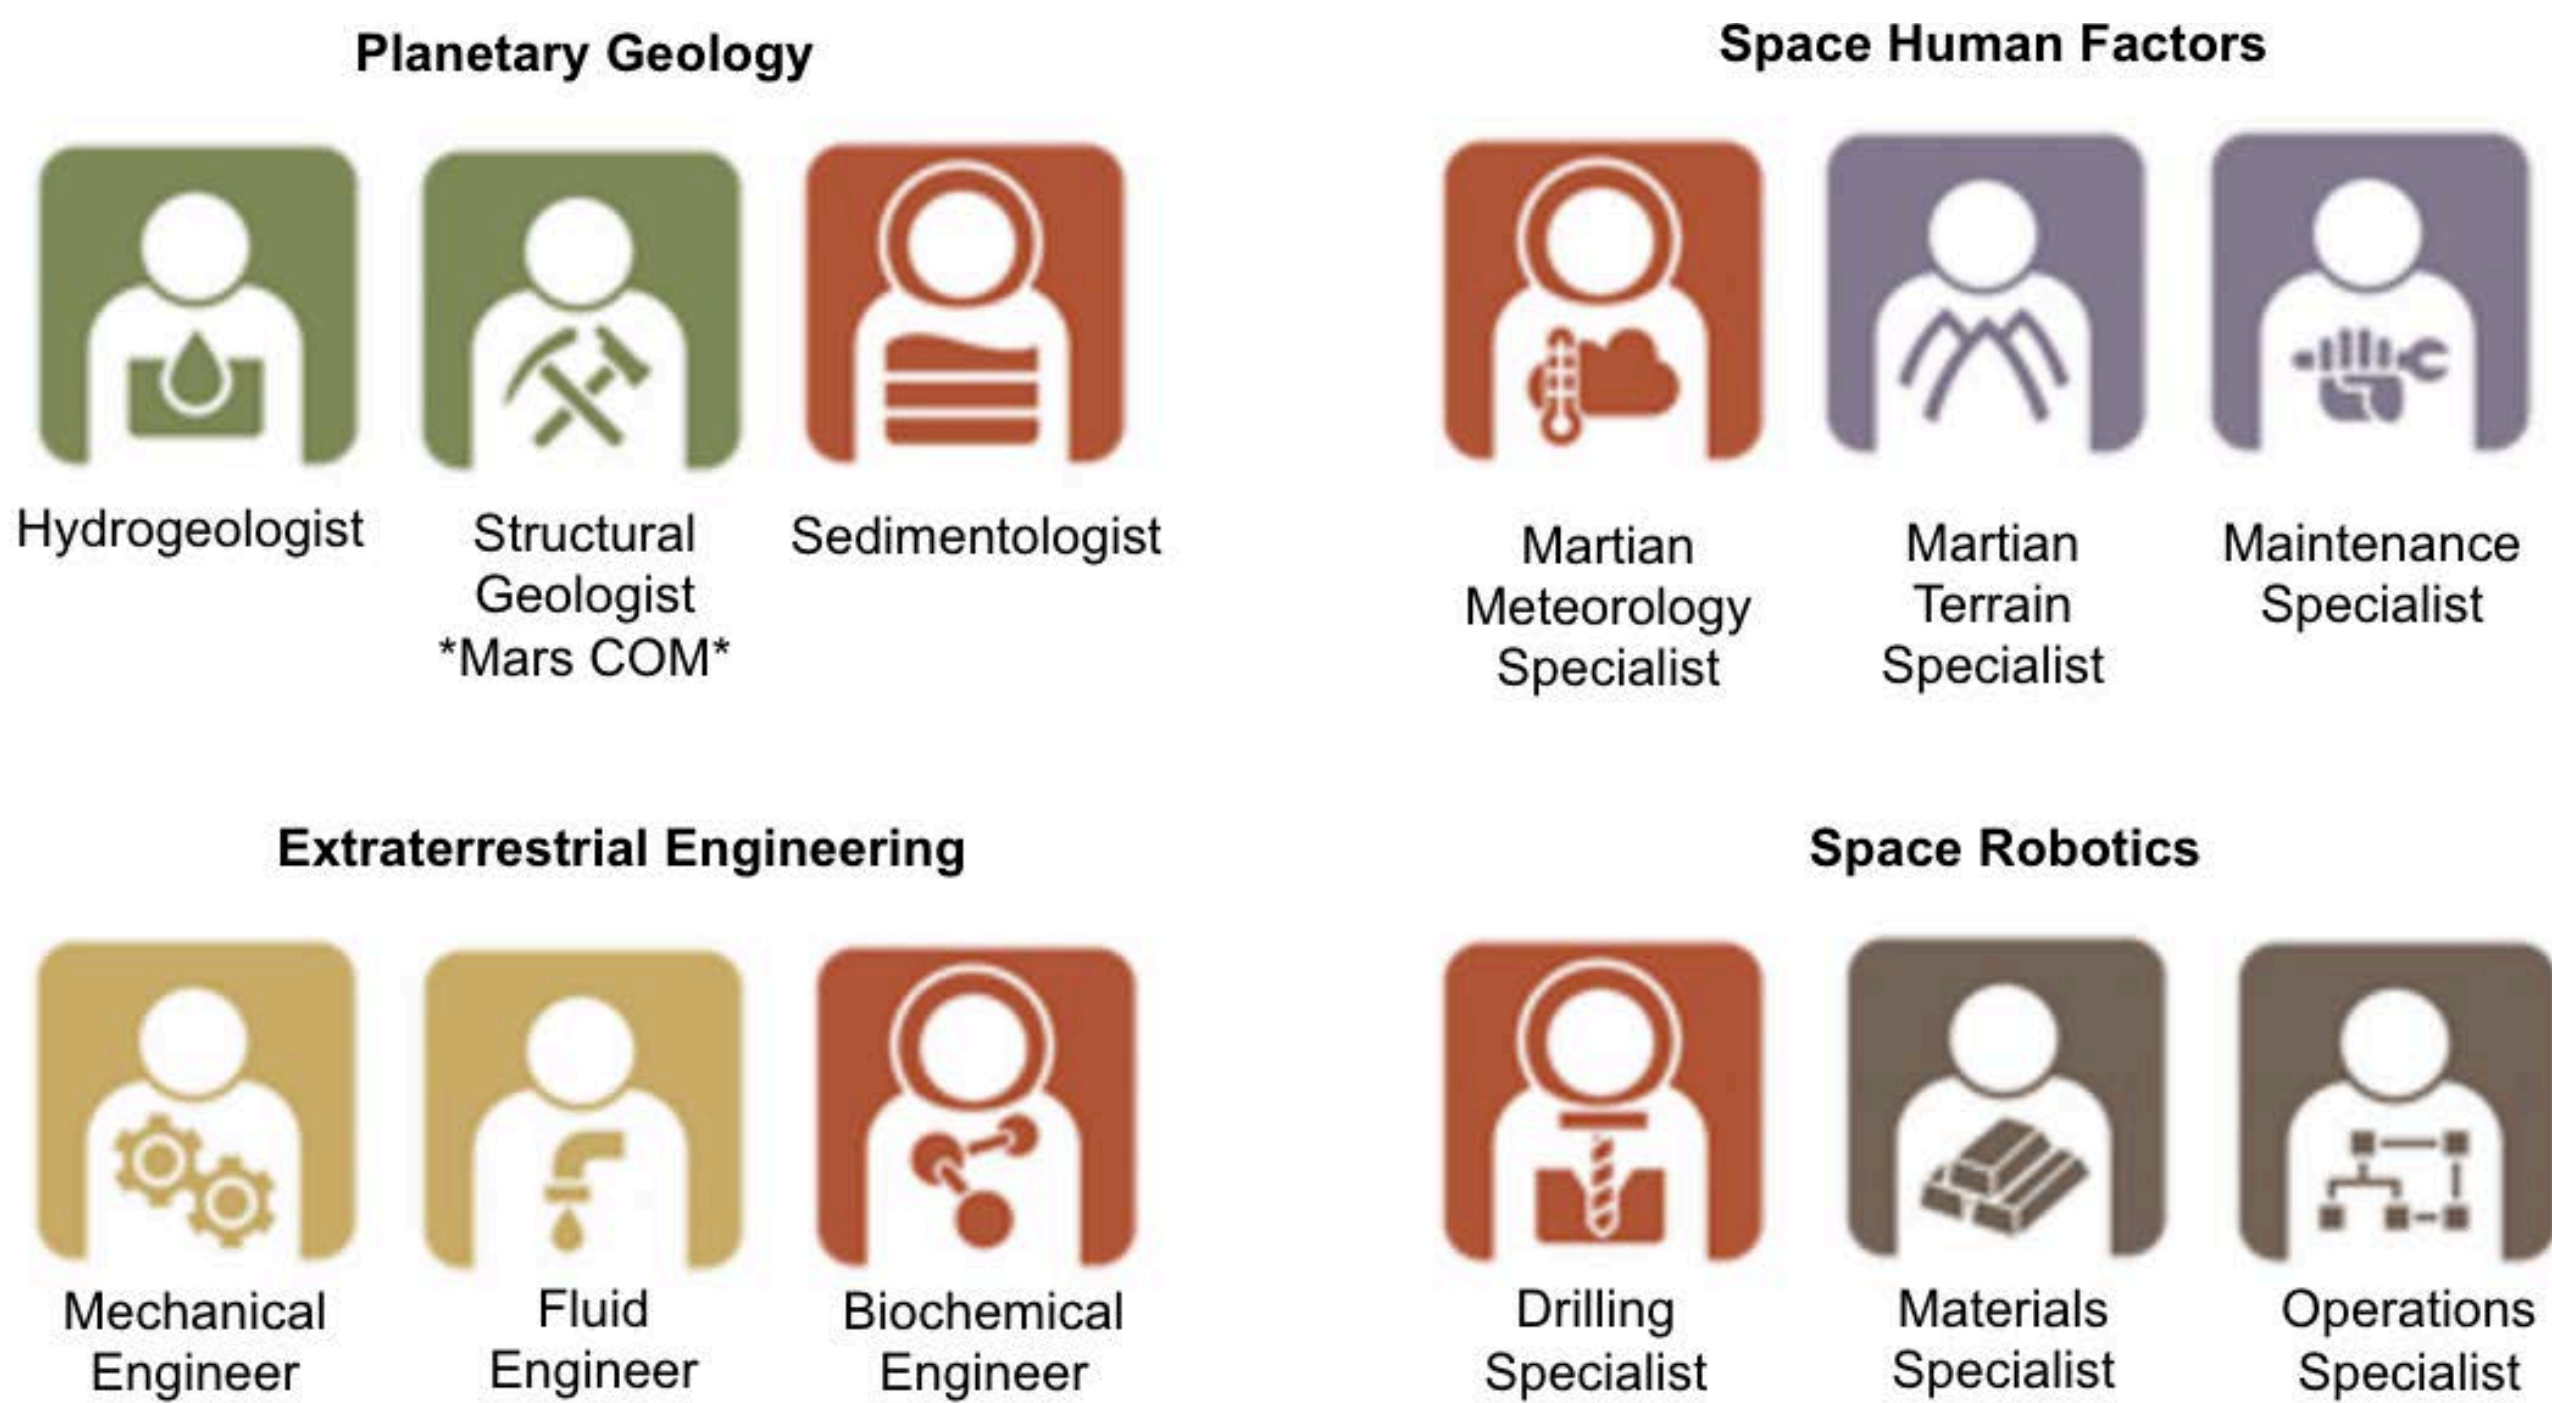 Planetary Geology
Hydrogeologist
Structural
Geologist
*Mars COM*
Sedimentologist
Space Human Factors
Martian
Meteorology
Specialist
Martian
Terrain
Specialist
Maintenance
Specialist
Extraterrestrial Engineering
Mechanical
Engineer
Fluid
Engineer
Biochemical
Engineer
Space Robotics
Drilling
Specialist
Materials
Specialist
Operations
Specialist